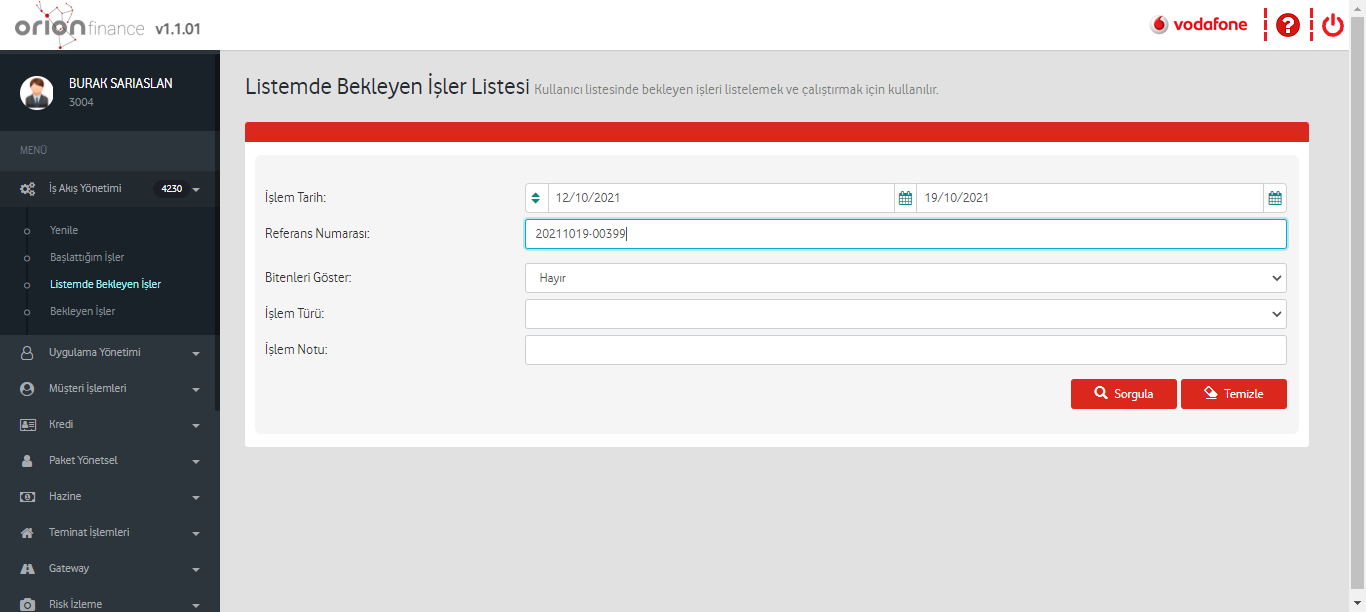 orionfinance v1.1.01
vodafone
BURAK SARIASLAN
3004
MENÜ
İş Akış Yönetimi 4230
Yenile
Başlattığım İşler
Listemde Bekleyen İşler
Bekleyen İşler
Uygulama Yönetimi
Müşteri İşlemleri
Kredi
Paket Yönetsel
Hazine
Teminat İşlemleri
Gateway
Risk İzleme
Listemde Bekleyen İşler Listesi Kullanıcı listesinde bekleyen işleri listelemek ve çalıştırmak için kullanılır.
İşlem Tarih: 12/10/2021 19/10/2021
Referans Numarası: 20211019-00399
Bitenleri Göster: Hayır
İşlem Türü:
İşlem Notu:
Sorgula Temizle